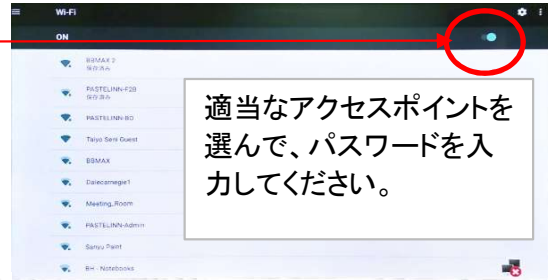 Wi-Fi
ON
BBMAX 2
保存済み
PASTELINN-F2B
保存済み
PASTELINN-BD
Taiyo Seiki Guest
BBMAX
Dalecarnegie1
Meeting_Room
PASTELINN-Admin
Sanyu Paint
BH - Notebooks
適当なアクセスポイントを
選んで、パスワードを入
力してください。